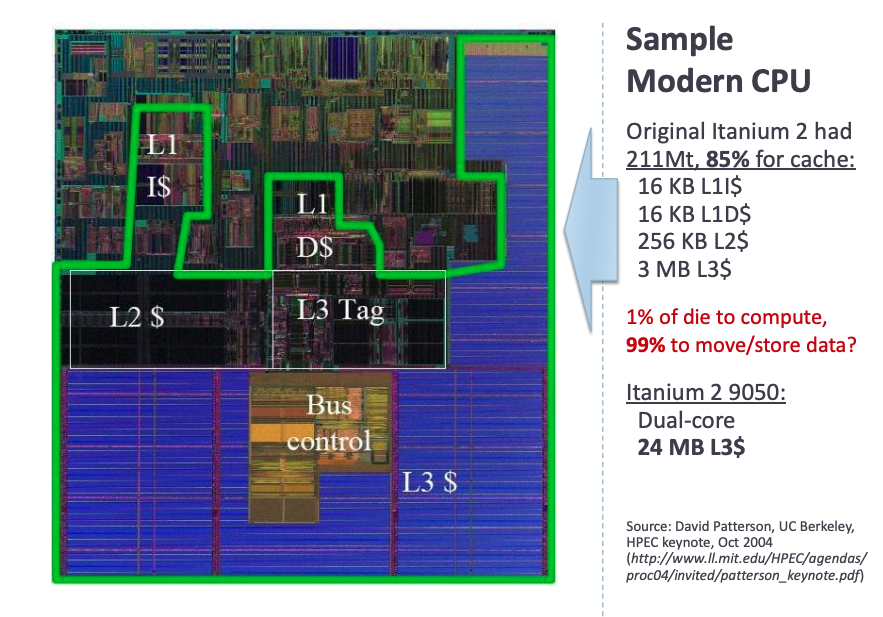 Sample
Modern CPU
Original Itanium 2 had
211Mt, 85% for cache:
16 KB L1I$
16 KB L1D$
256 KB L2$
3 MB L3$
1% of die to compute,
99% to move/store data?
Itanium 2 9050:
Dual-core
24 MB L3$
Source: David Patterson, UC Berkeley,
HPEC keynote, Oct 2004
(http://www.ll.mit.edu/HPEC/agendas/
proc04/invited/patterson_keynote.pdf)
L1
I$
L1
D$
L2 $
L3 Tag
Bus
control
L3 $